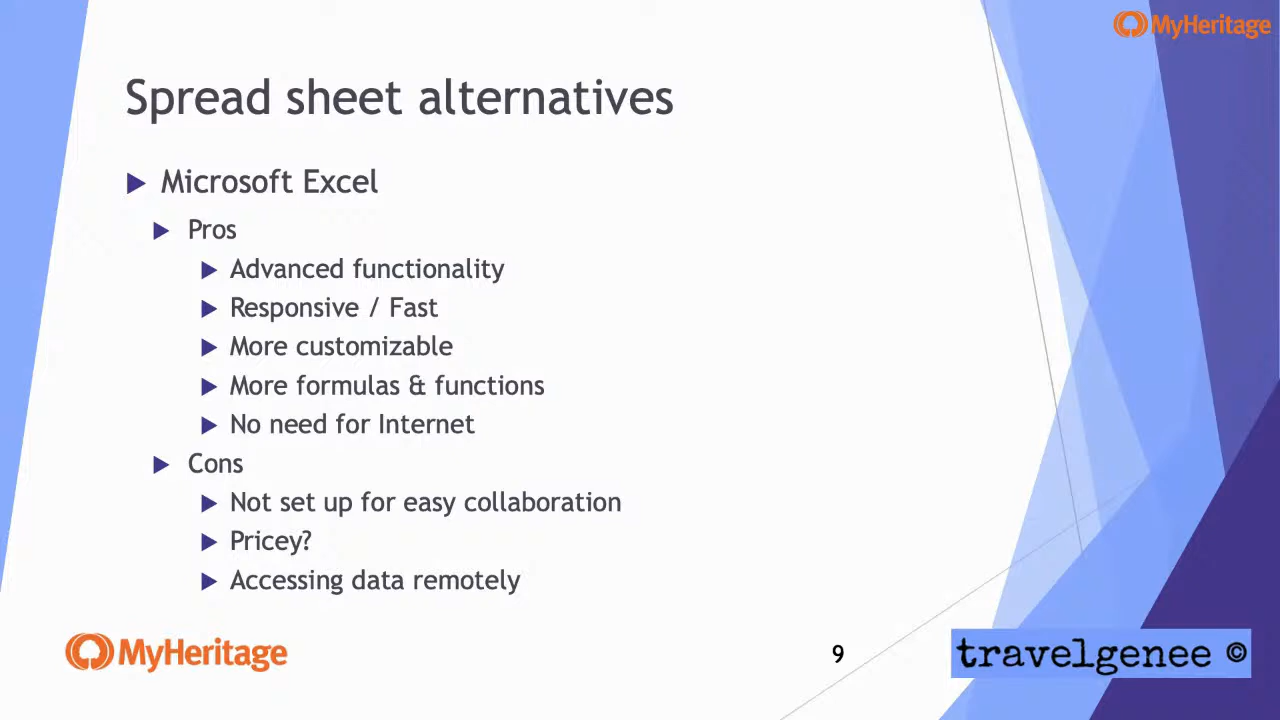 MyHeritage
Spread sheet alternatives
Microsoft Excel
Pros
Advanced functionality
Responsive / Fast
More customizable
More formulas & functions
No need for Internet
Cons
Not set up for easy collaboration
Pricey?
Accessing data remotely
MyHeritage
9
travelgenee ©